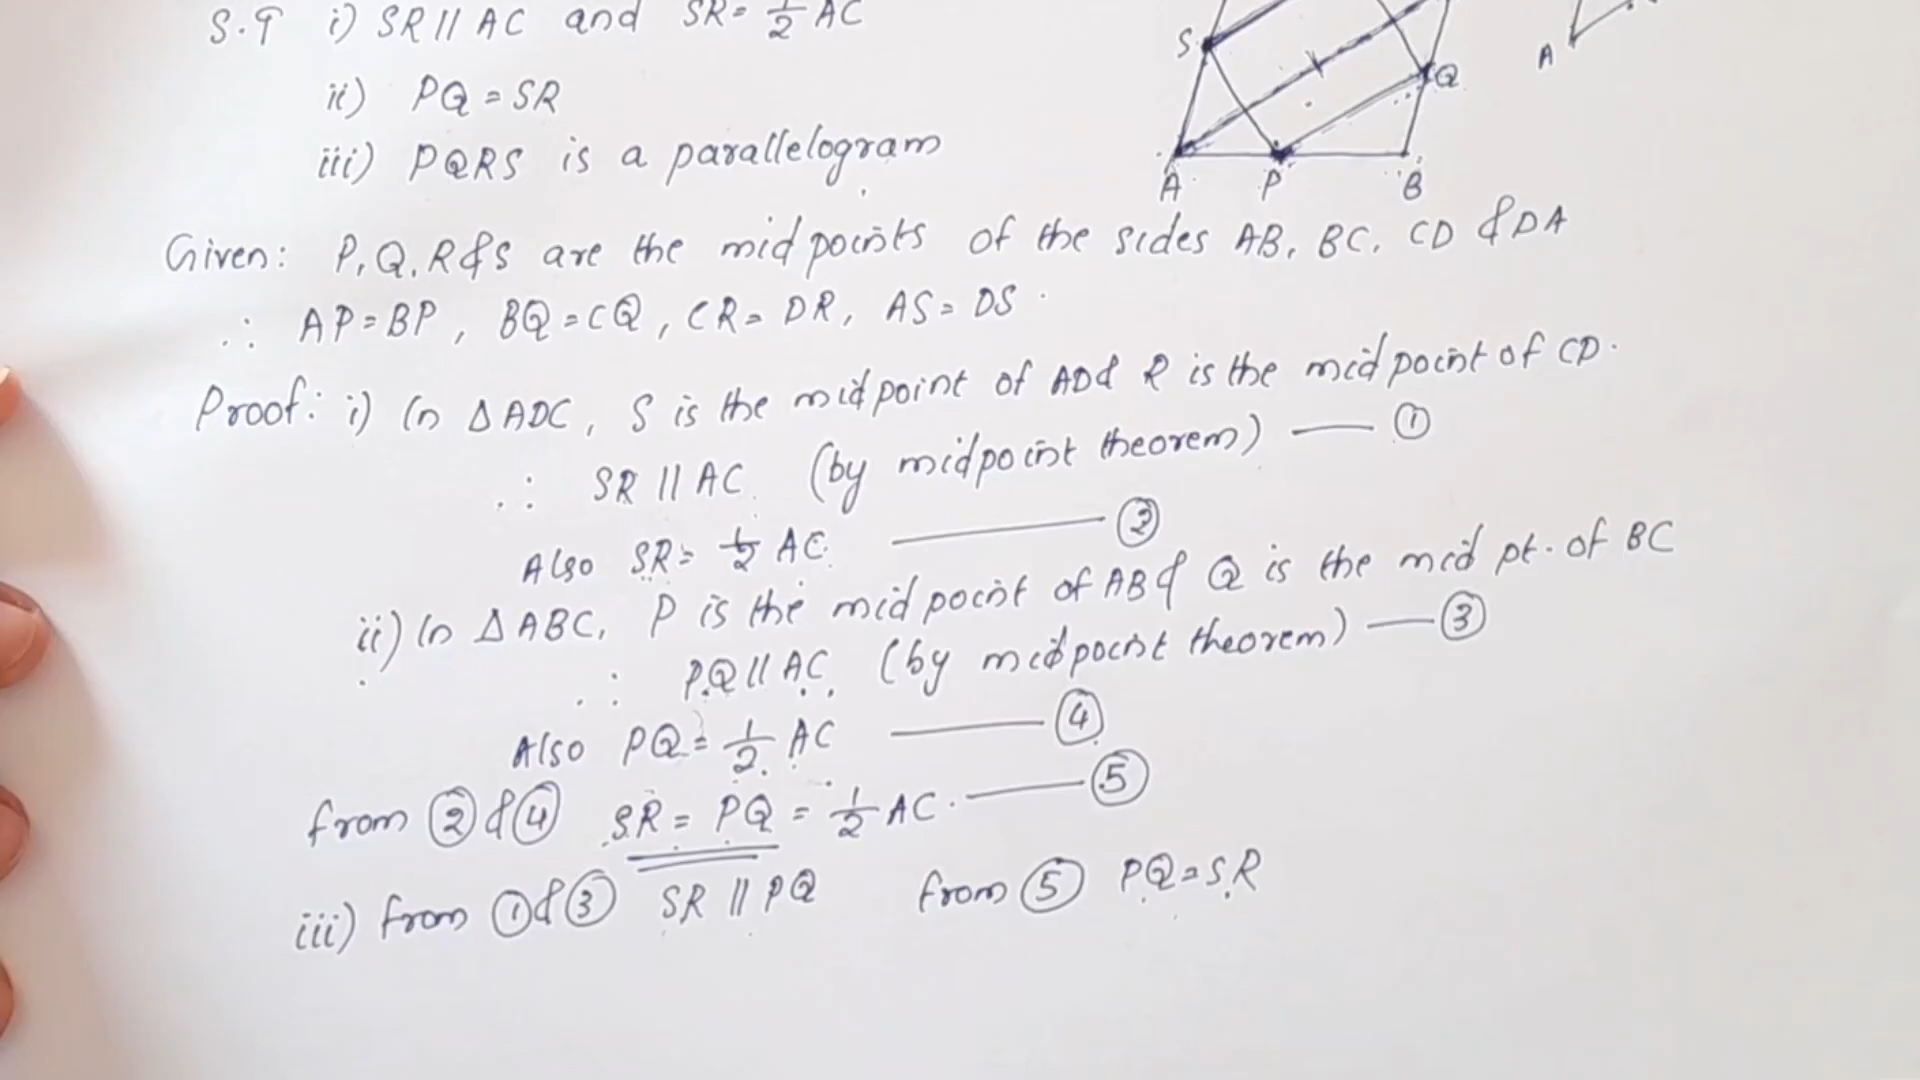 S.T i) SR || AC and SR = 1/2 AC
ii) PQ = SR
iii) PQRS is a parallelogram
S
Q
A P B
A
Given: P, Q, R & S are the midpoints of the sides AB, BC, CD & DA
∴ AP = BP, BQ = CQ, CR = DR, AS = DS.
Proof: i) In △ADC, S is the midpoint of AD & R is the midpoint of CD.
∴ SR || AC (by midpoint theorem) — ①
Also SR = 1/2 AC — ②
ii) In △ABC, P is the midpoint of AB & Q is the mid pt. of BC
∴ PQ || AC (by midpoint theorem) — ③
Also PQ = 1/2 AC — ④
from ② & ④ SR = PQ = 1/2 AC. — ⑤
iii) from ① & ③ SR || PQ from ⑤ PQ = SR